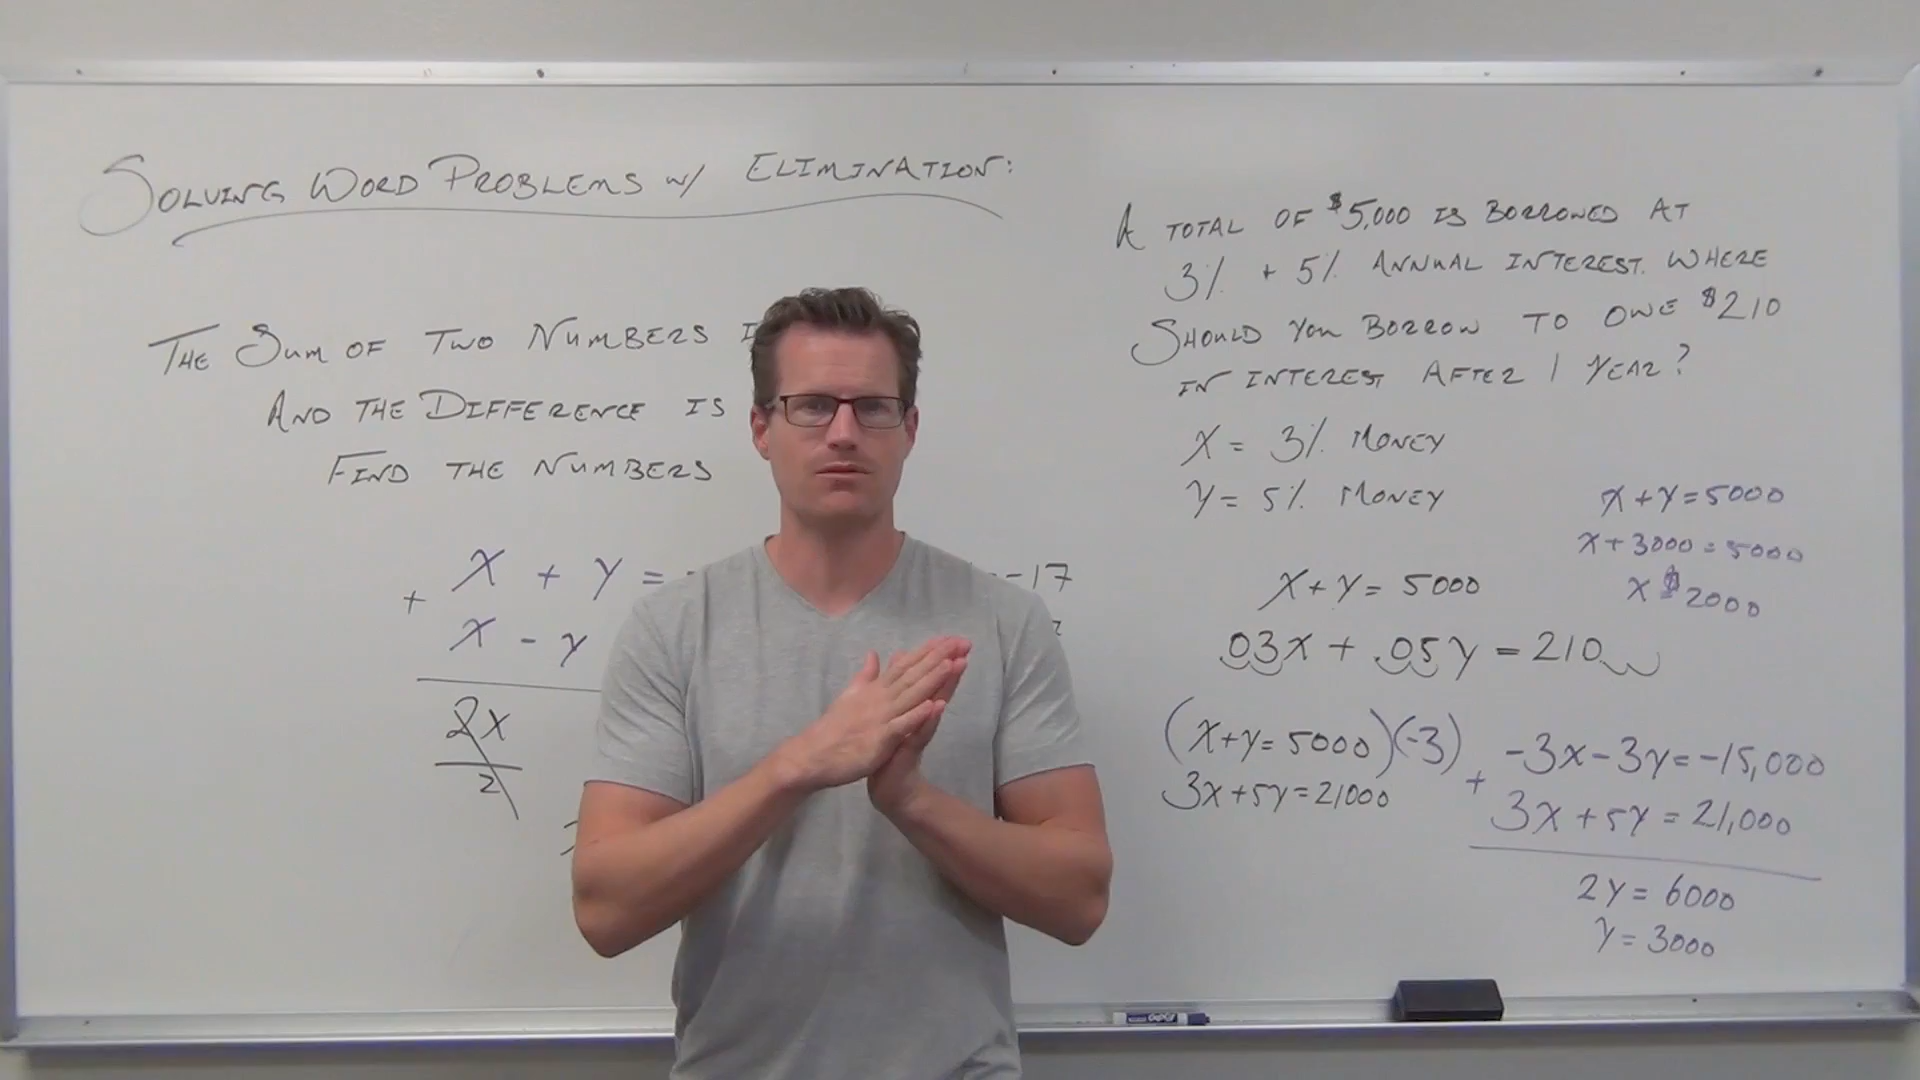 SOLVING WORD PROBLEMS W/ ELIMINATION:
THE SUM OF TWO NUMBERS
AND THE DIFFERENCE IS
FIND THE NUMBERS
X + Y =
+
X - Y
2X
2
-17
A TOTAL OF $5,000 IS BORROWED AT
3% + 5% ANNUAL INTEREST. WHERE
SHOULD YOU BORROW TO OWE $210
IN INTEREST AFTER 1 YEAR?
X = 3% MONEY
Y = 5% MONEY
X + Y = 5000
X + 3000 = 5000
X $2000
X + Y = 5000
.03X + .05Y = 210
(X+Y=5000)(-3)
3X+5Y=21000
-3X-3Y=-15,000
+
3X+5Y=21,000
2Y=6000
Y=3000
EXPO